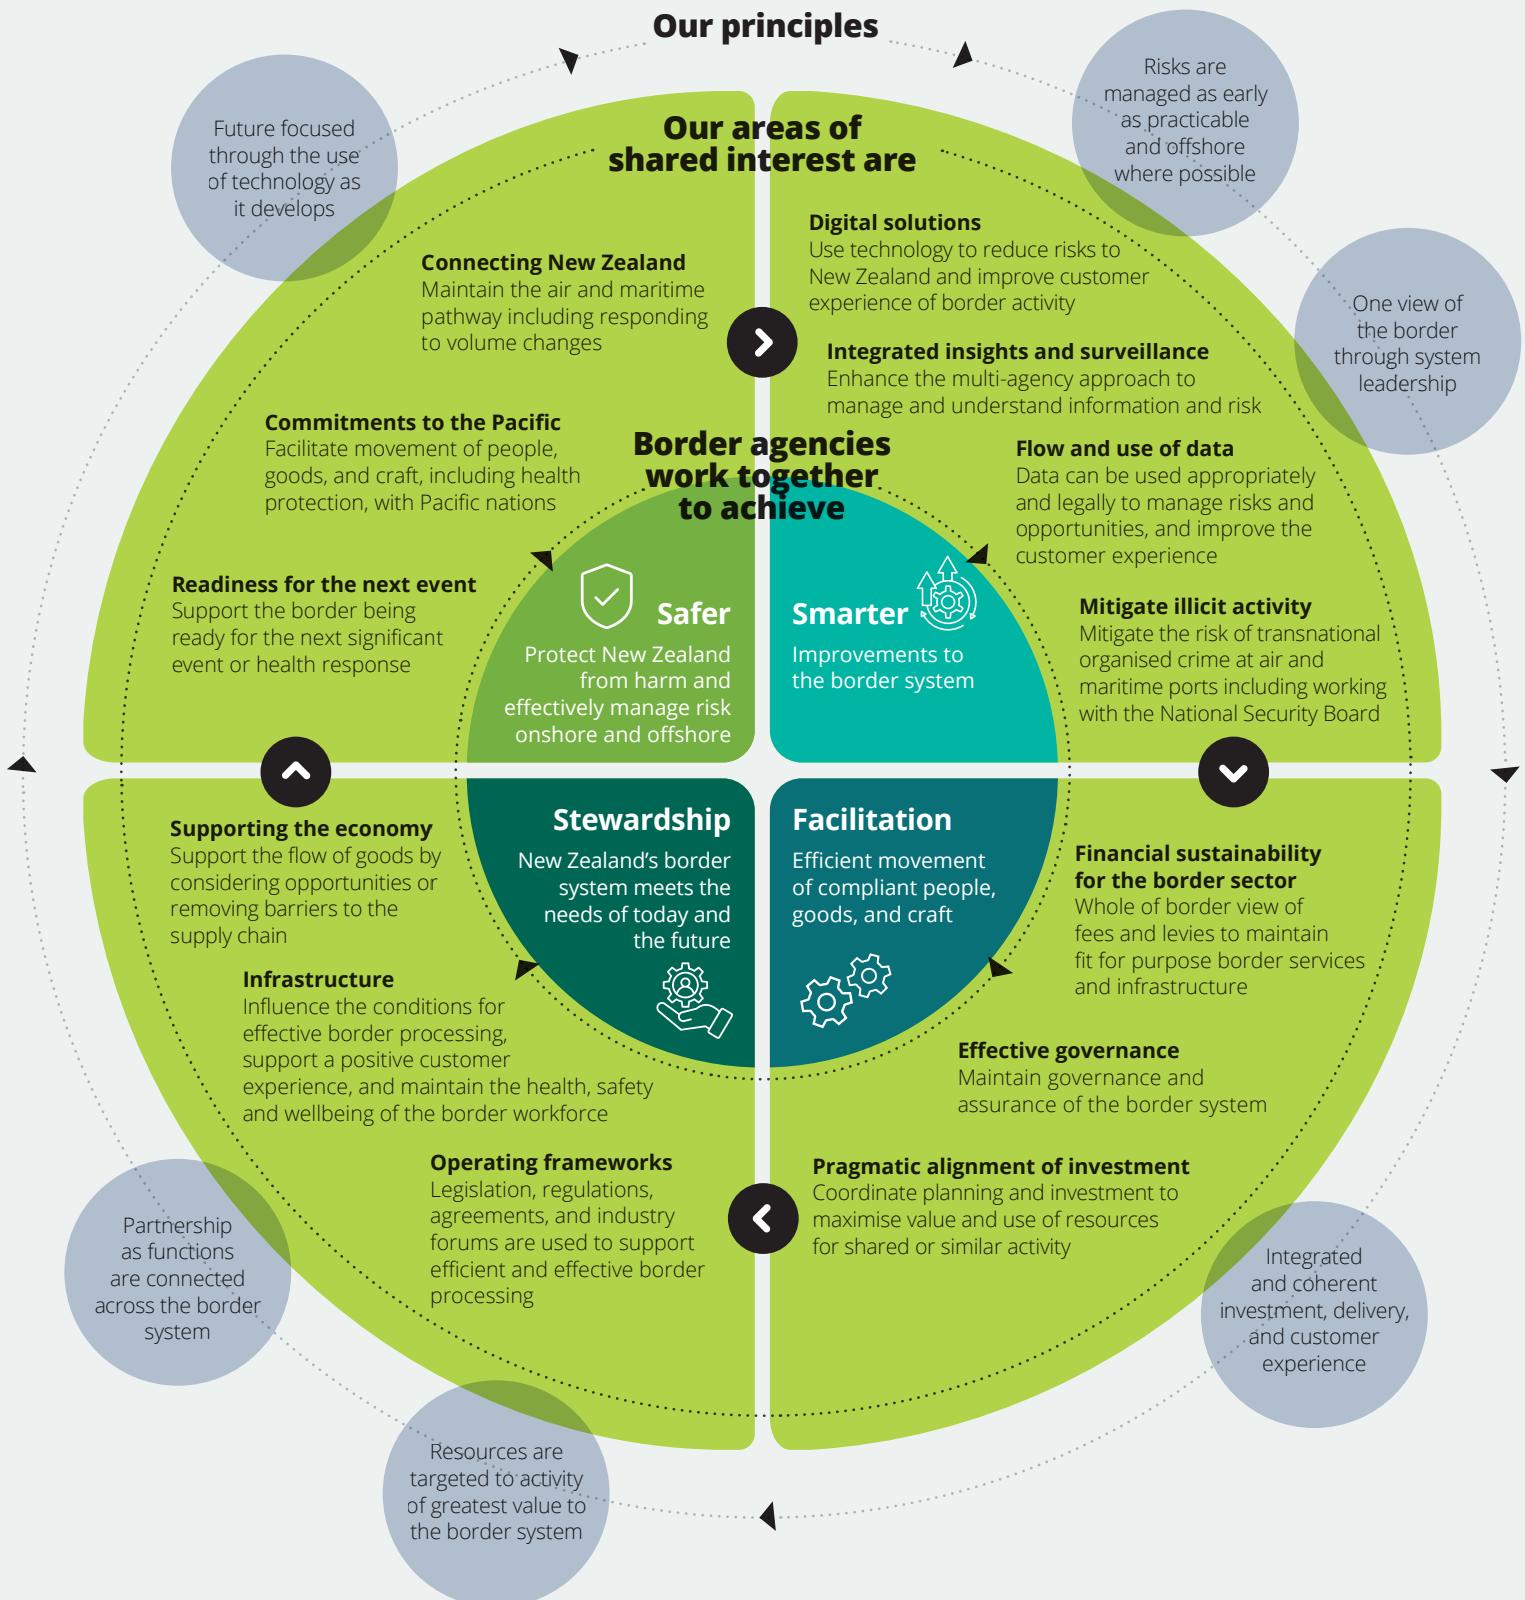 Our principles
Future focused
through the use
of technology as
it develops
Risks are
managed as early
as practicable
and offshore
where possible
One view of
the border
through system
leadership
Integrated
and coherent
investment, delivery,
and customer
experience
Resources are
targeted to activity
of greatest value to
the border system
Partnership
as functions
are connected
across the border
system
Our areas of
shared interest are
Connecting New Zealand
Maintain the air and maritime
pathway including responding
to volume changes
Commitments to the Pacific
Facilitate movement of people,
goods, and craft, including health
protection, with Pacific nations
Readiness for the next event
Support the border being
ready for the next significant
event or health response
Digital solutions
Use technology to reduce risks to
New Zealand and improve customer
experience of border activity
Integrated insights and surveillance
Enhance the multi-agency approach to
manage and understand information and risk
Flow and use of data
Data can be used appropriately
and legally to manage risks and
opportunities, and improve the
customer experience
Mitigate illicit activity
Mitigate the risk of transnational
organised crime at air and
maritime ports including working
with the National Security Board
Financial sustainability
for the border sector
Whole of border view of
fees and levies to maintain
fit for purpose border services
and infrastructure
Effective governance
Maintain governance and
assurance of the border system
Pragmatic alignment of investment
Coordinate planning and investment to
maximise value and use of resources
for shared or similar activity
Supporting the economy
Support the flow of goods by
considering opportunities or
removing barriers to the
supply chain
Infrastructure
Influence the conditions for
effective border processing,
support a positive customer
experience, and maintain the health, safety
and wellbeing of the border workforce
Operating frameworks
Legislation, regulations,
agreements, and industry
forums are used to support
efficient and effective border
processing
Border agencies
work together
to achieve
Safer
Protect New Zealand
from harm and
effectively manage risk
onshore and offshore
Smarter
Improvements to
the border system
Stewardship
New Zealand's border
system meets the
needs of today and
the future
Facilitation
Efficient movement
of compliant people,
goods, and craft